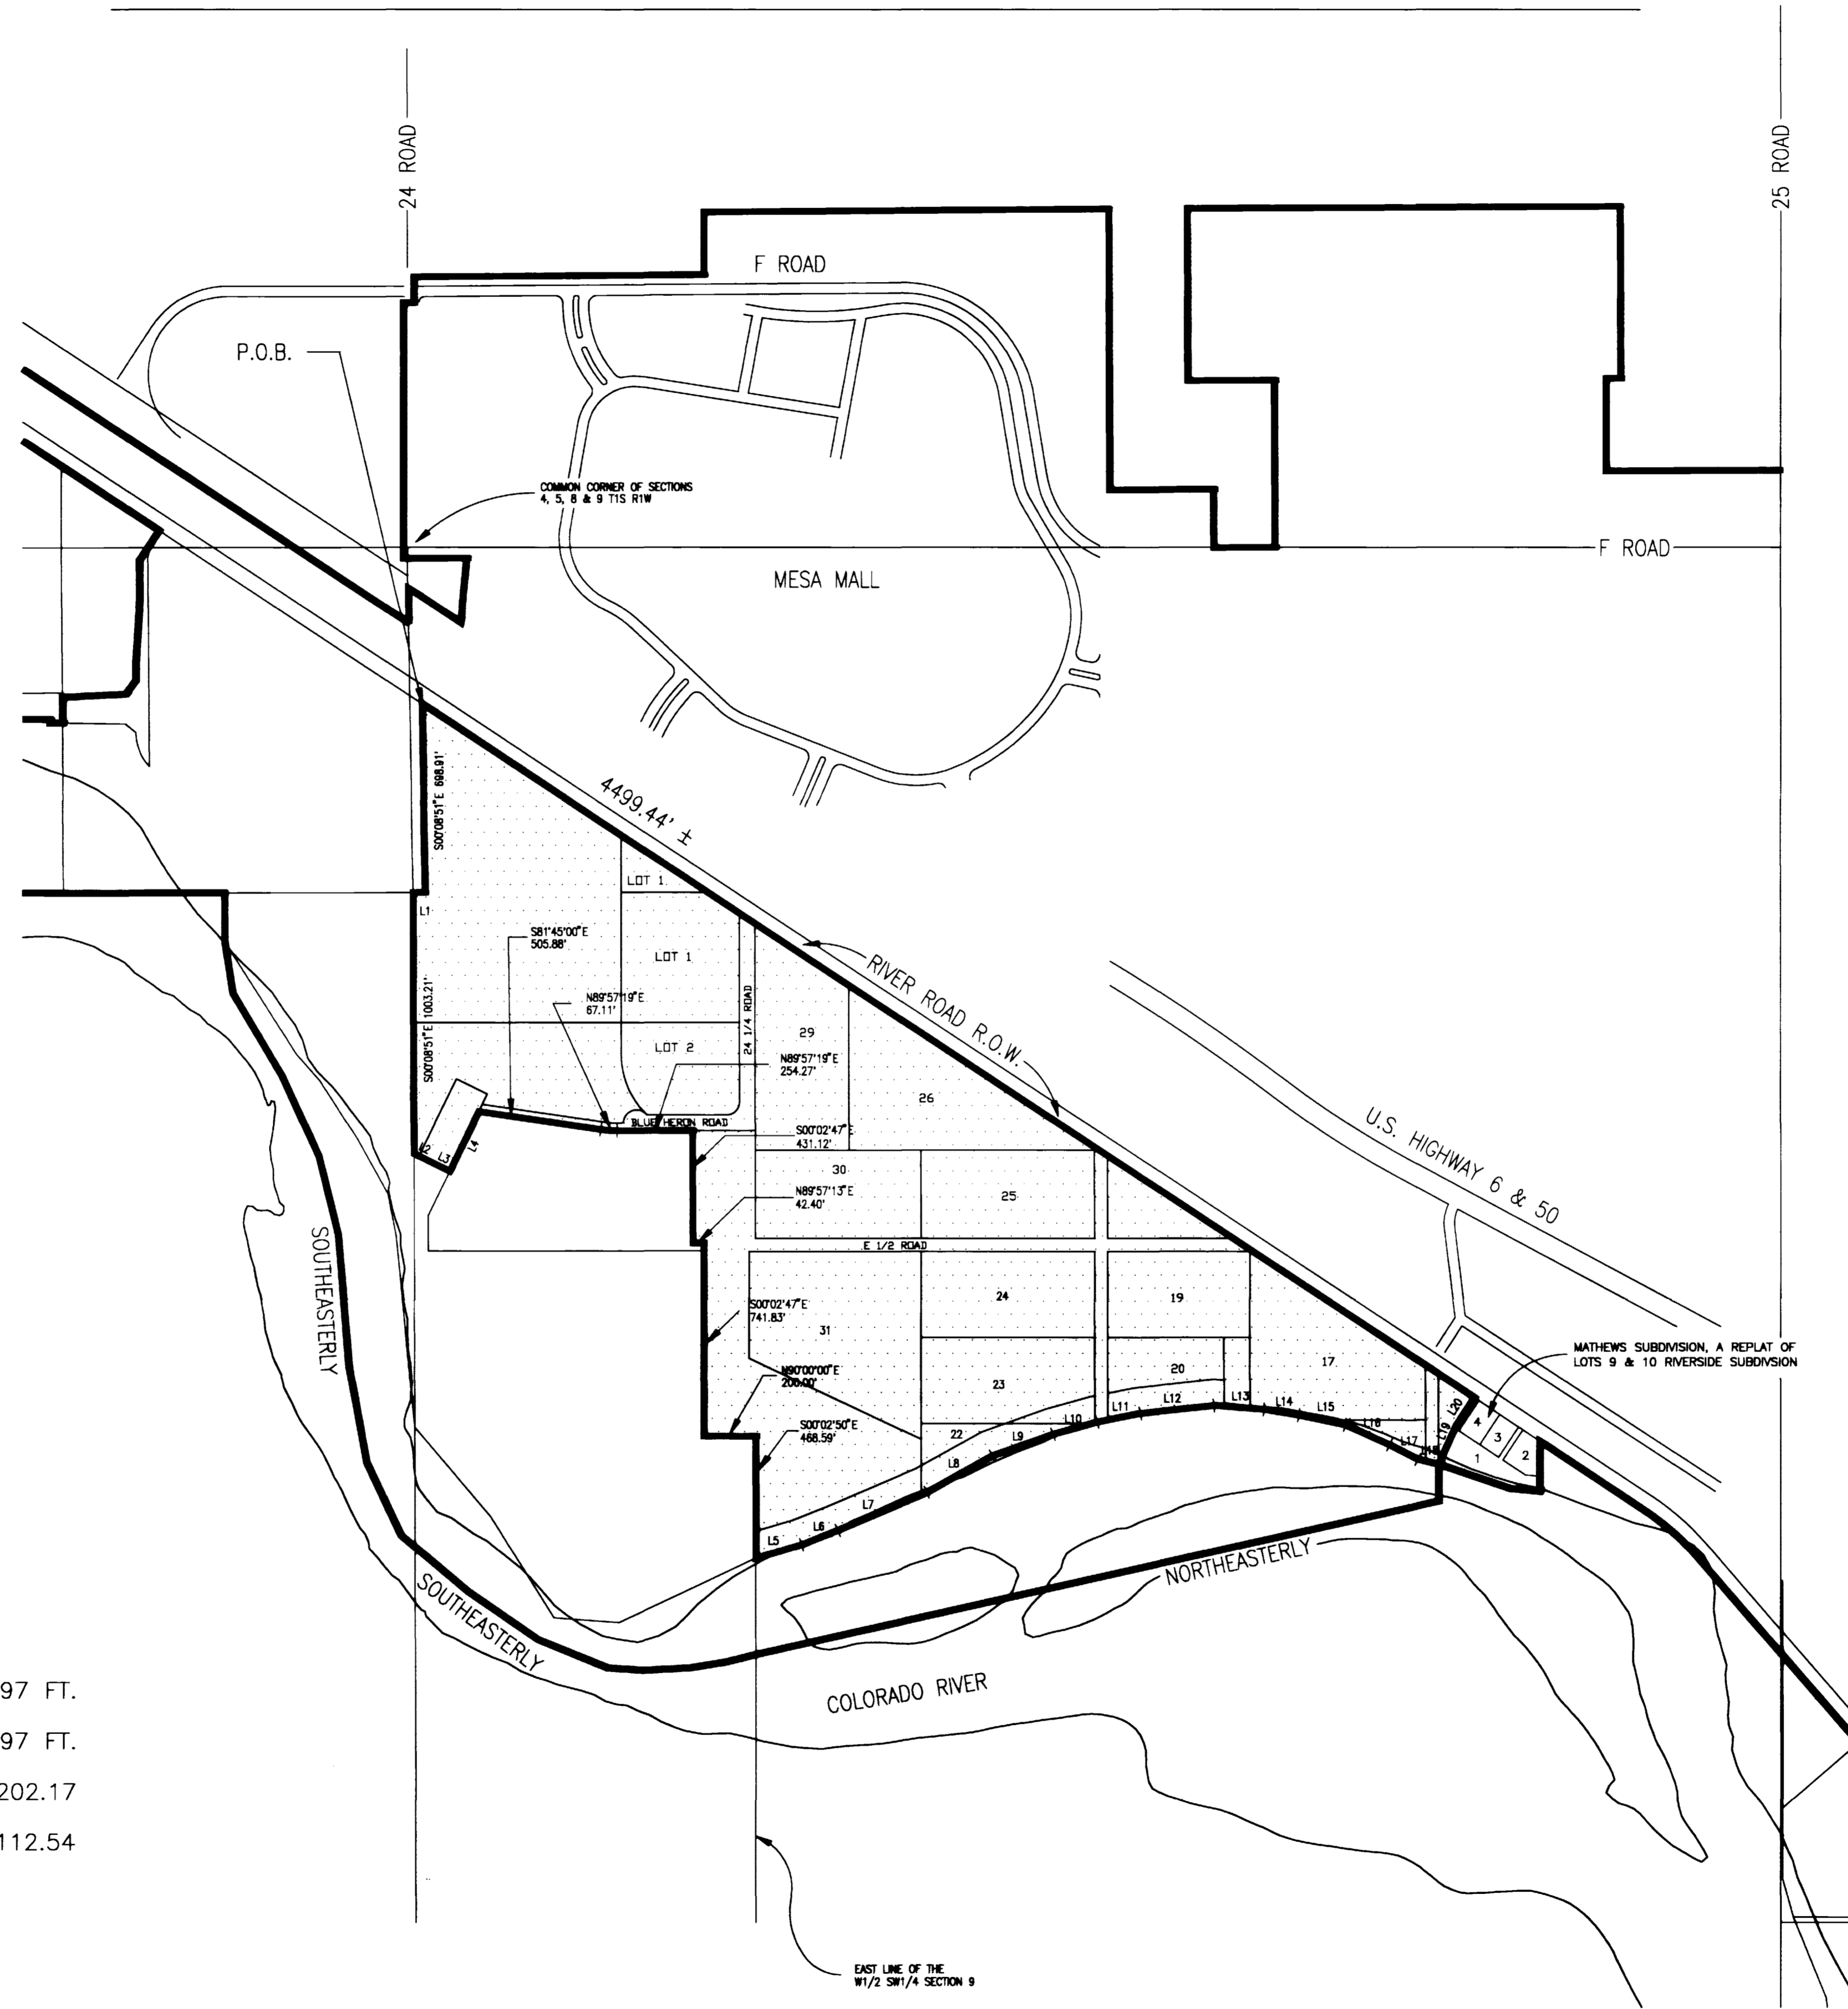 24 ROAD
25 ROAD
F ROAD
P.O.B.
COMMON CORNER OF SECTIONS
4, 5, 8 & 9 T1S R1W
F ROAD
MESA MALL
S00°08'51"E 698.91'
4499.44' ±
LOT 1
L1
S81°45'00"E
505.88'
LOT 1
RIVER ROAD R.O.W.
N89°57'19"E
67.11'
S00°08'51"E 1003.21'
24 1/4 ROAD
29
LOT 2
N89°57'19"E
254.27'
26
BLUE HERON ROAD
U.S. HIGHWAY 6 & 50
S00°02'47"E
431.12'
L2
L3
L4
30
25
N89°57'13"E
42.40'
E 1/2 ROAD
SOUTHEASTERLY
24
19
S00°02'47"E
741.83'
31
MATHEWS SUBDIVISION, A REPLAT OF
LOTS 9 & 10 RIVERSIDE SUBDIVSION
17
20
N90°00'00"E
200.00'
23
L5
L6
L7
L8
L9
L10
L11
L12
L13
L14
L15
L16
L17
L18
L19
L20
4
3
2
1
S00°02'50"E
468.59'
22
NORTHEASTERLY
SOUTHEASTERLY
COLORADO RIVER
97 FT.
97 FT.
202.17
112.54
EAST LINE OF THE
W1/2 SW1/4 SECTION 9